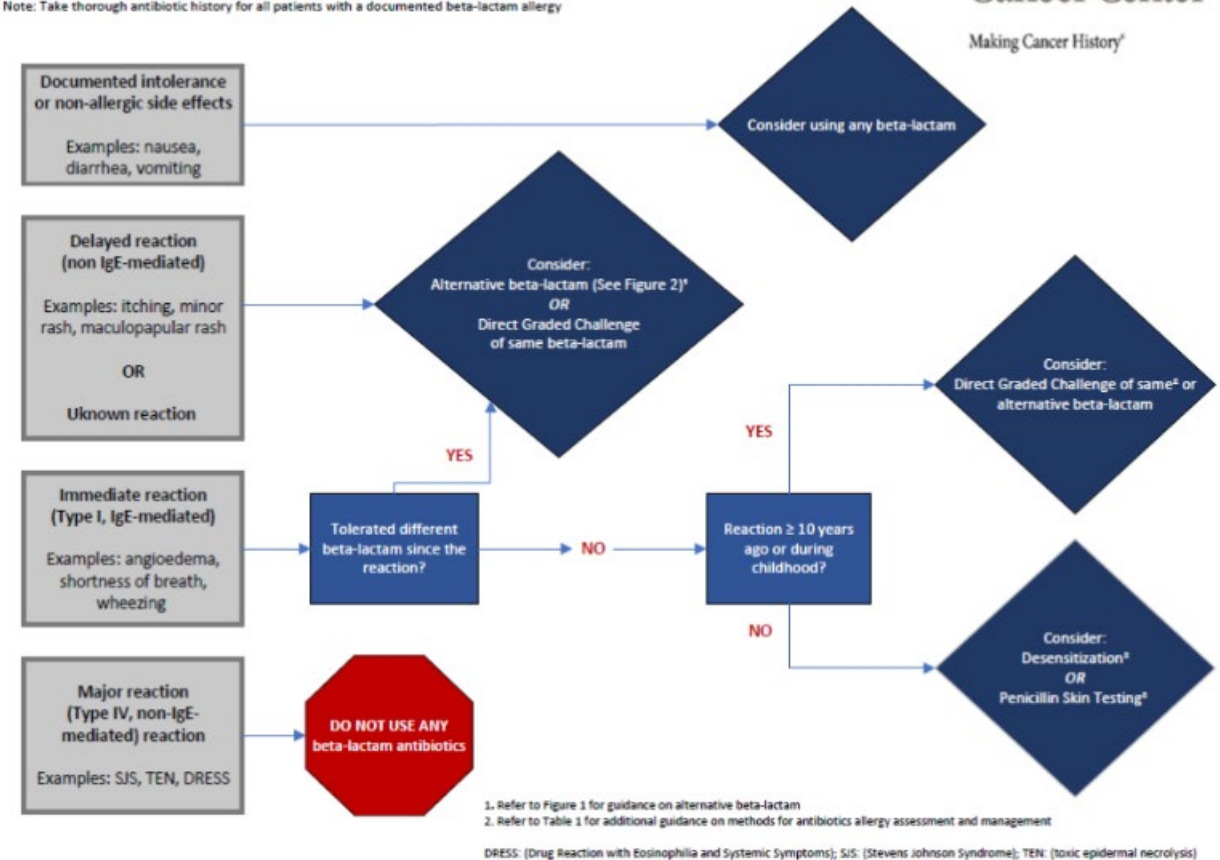 Note: Take thorough antibiotic history for all patients with a documented beta-lactam allergy
Cancer Center
Making Cancer History®
Documented intolerance
or non-allergic side effects
Examples: nausea,
diarrhea, vomiting
Consider using any beta-lactam
Delayed reaction
(non IgE-mediated)
Examples: itching, minor
rash, maculopapular rash
OR
Uknown reaction
Consider:
Alternative beta-lactam (See Figure 2)¹
OR
Direct Graded Challenge
of same beta-lactam
YES
Immediate reaction
(Type I, IgE-mediated)
Examples: angioedema,
shortness of breath,
wheezing
Tolerated different
beta-lactam since the
reaction?
NO
Reaction ≥ 10 years
ago or during
childhood?
YES
Consider:
Direct Graded Challenge of same² or
alternative beta-lactam
NO
Consider:
Desensitization²
OR
Penicillin Skin Testing²
Major reaction
(Type IV, non-IgE-
mediated) reaction
Examples: SJS, TEN, DRESS
DO NOT USE ANY
beta-lactam antibiotics
1. Refer to Figure 1 for guidance on alternative beta-lactam
2. Refer to Table 1 for additional guidance on methods for antibiotics allergy assessment and management
DRESS: (Drug Reaction with Eosinophilia and Systemic Symptoms); SJS: (Stevens Johnson Syndrome); TEN: (toxic epidermal necrolysis)